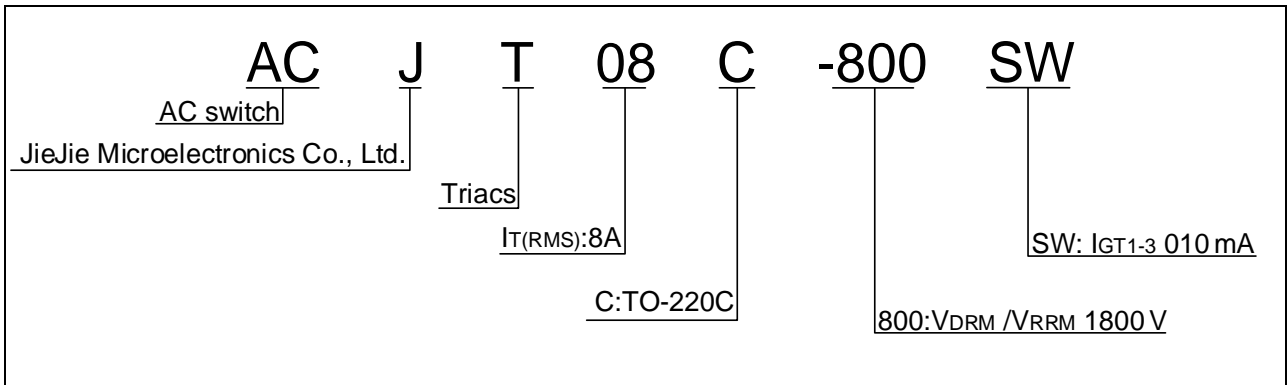 AC J T 08 C -800 SW
AC switch
JieJie Microelectronics Co., Ltd.
Triacs
IT(RMS):8A
SW: IGT1-3 010 mA
C:TO-220C
800:VDRM /VRRM 1800 V